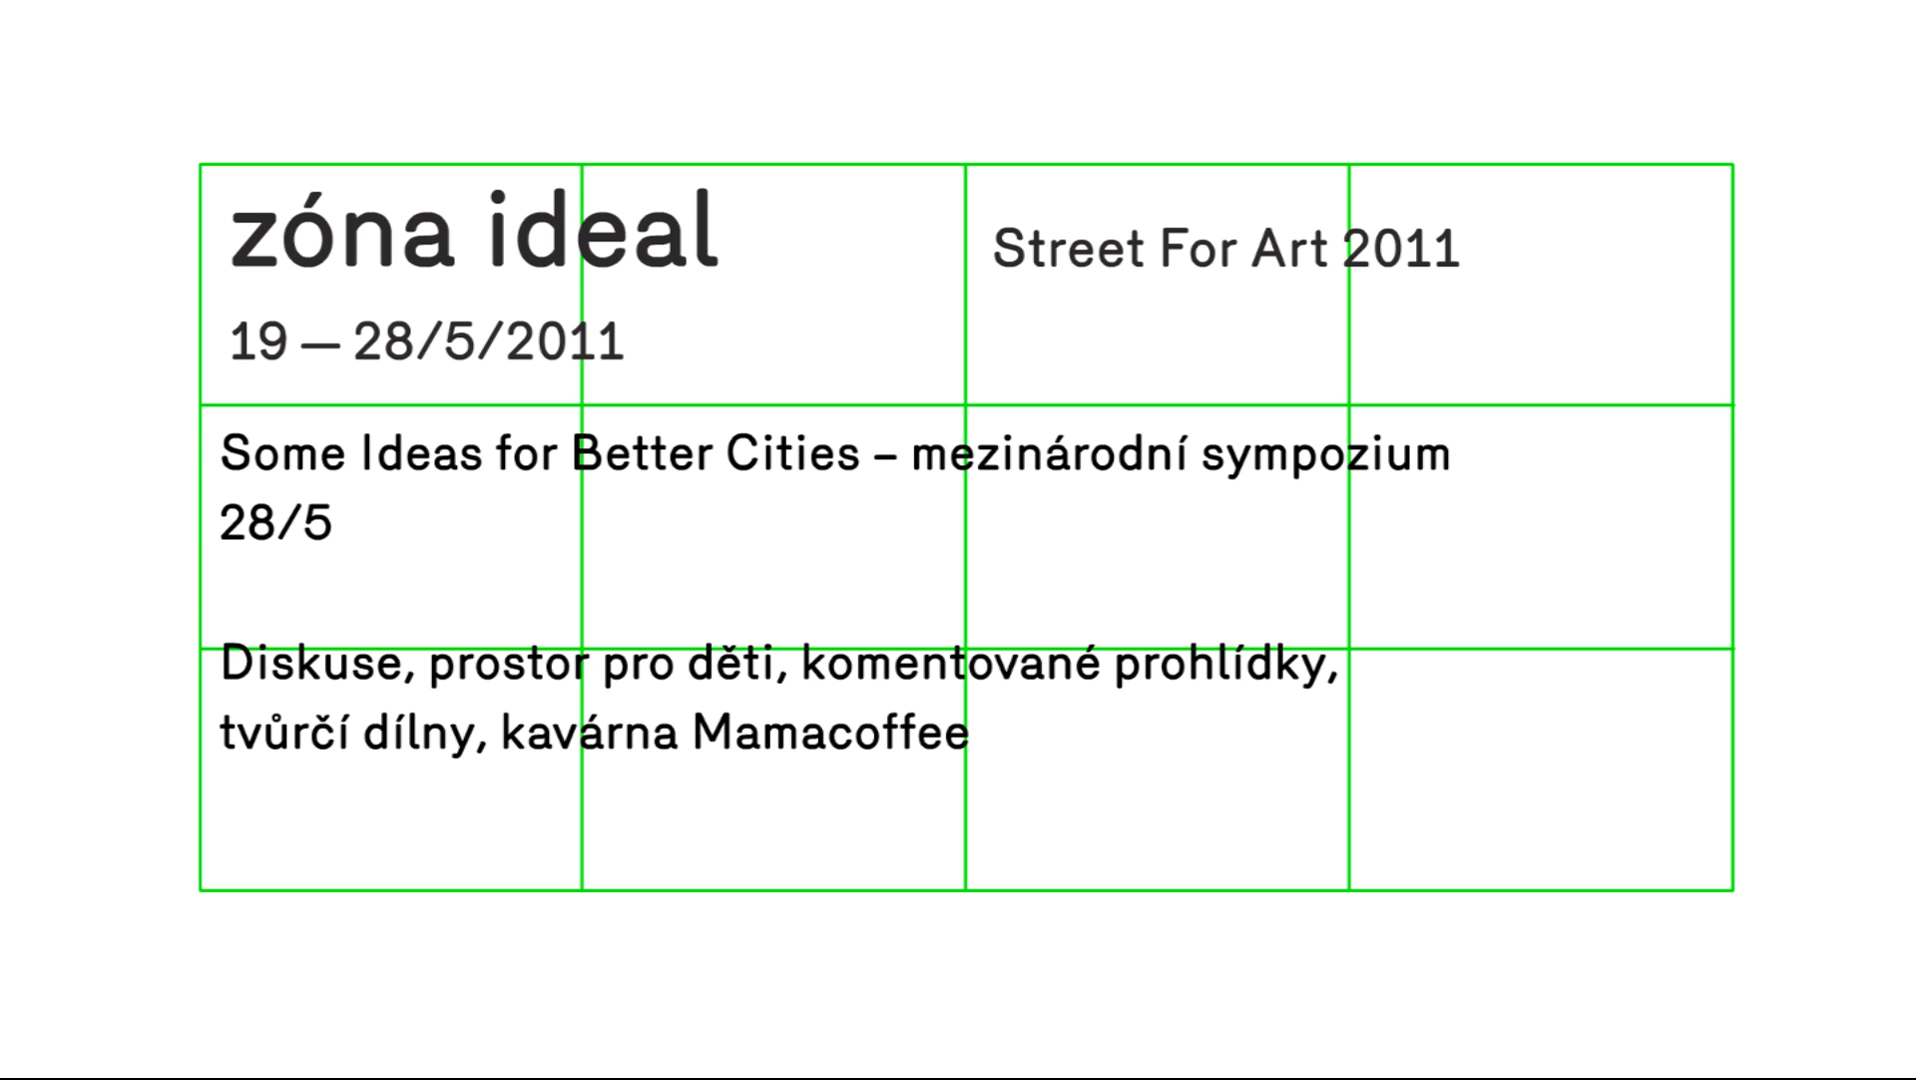 zóna ideal
Street For Art 2011
19 — 28/5/2011
Some Ideas for Better Cities – mezinárodní sympozium
28/5
Diskuse, prostor pro děti, komentované prohlídky,
tvůrčí dílny, kavárna Mamacoffee